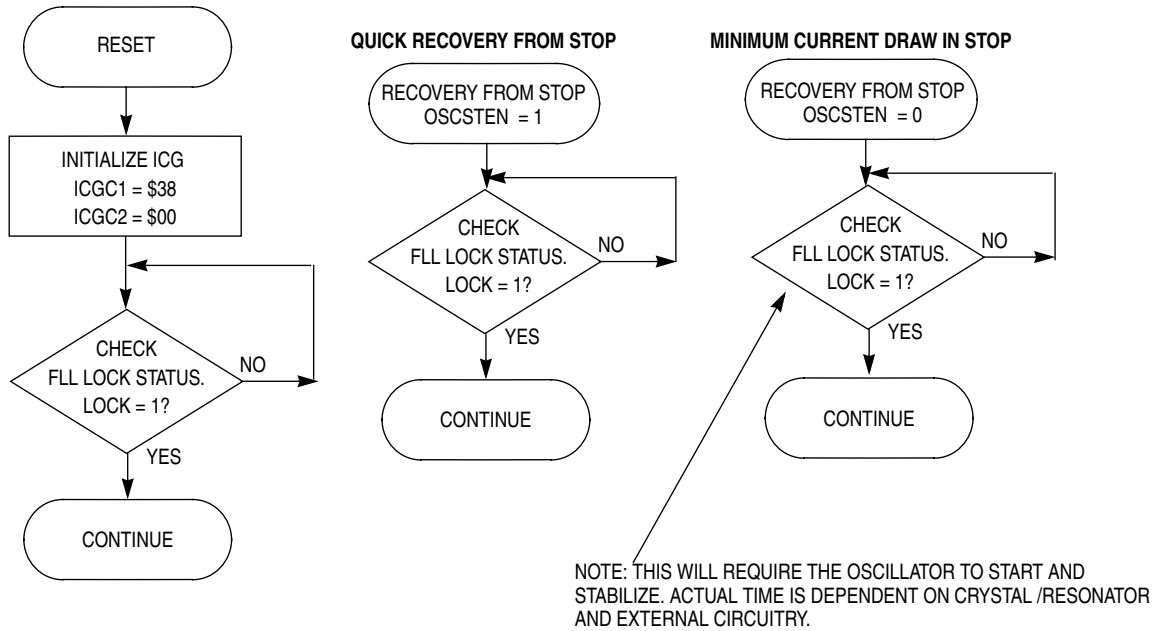 RESET
INITIALIZE ICG
ICGC1 = $38
ICGC2 = $00
CHECK
FLL LOCK STATUS.
LOCK = 1?
NO
YES
CONTINUE
QUICK RECOVERY FROM STOP
RECOVERY FROM STOP
OSCSTEN = 1
CHECK
FLL LOCK STATUS.
LOCK = 1?
NO
YES
CONTINUE
MINIMUM CURRENT DRAW IN STOP
RECOVERY FROM STOP
OSCSTEN = 0
CHECK
FLL LOCK STATUS.
LOCK = 1?
NO
YES
CONTINUE
NOTE: THIS WILL REQUIRE THE OSCILLATOR TO START AND
STABILIZE. ACTUAL TIME IS DEPENDENT ON CRYSTAL /RESONATOR
AND EXTERNAL CIRCUITRY.